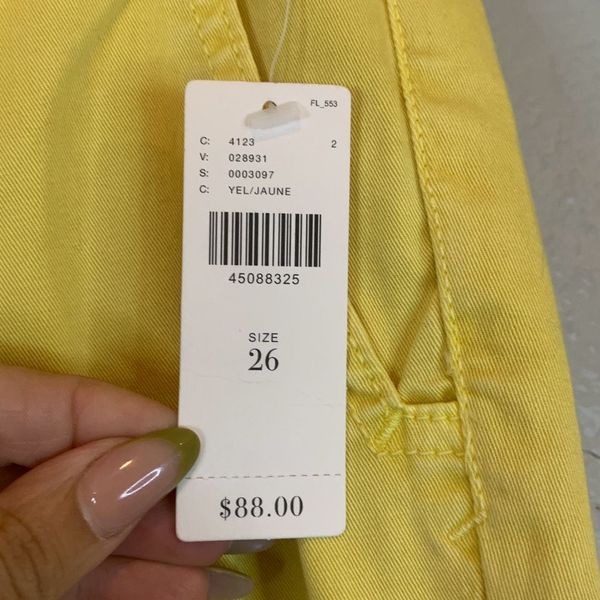 FL_553
C: 4123 2
V: 028931
S: 0003097
C: YEL/JAUNE
45088325
SIZE
26
$88.00